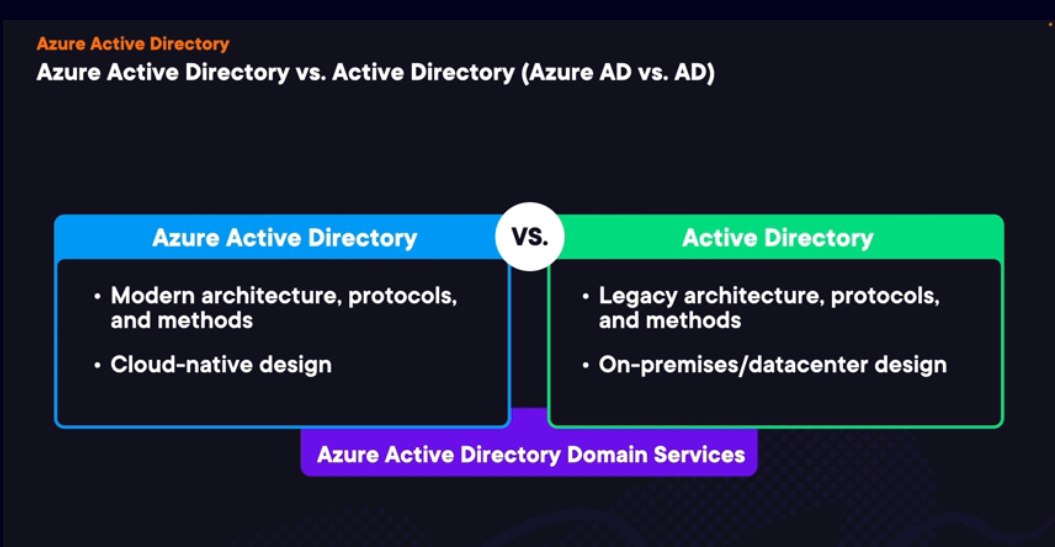 Azure Active Directory
Azure Active Directory vs. Active Directory (Azure AD vs. AD)
Azure Active Directory
VS.
Active Directory
• Modern architecture, protocols,
and methods
• Cloud-native design
• Legacy architecture, protocols,
and methods
• On-premises/datacenter design
Azure Active Directory Domain Services